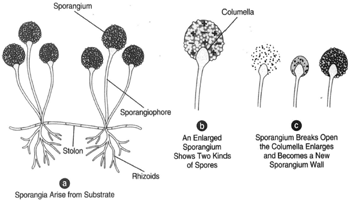 Sporangium
Columella
Sporangiophore
Stolon
Rhizoids
a
Sporangia Arise from Substrate
b
An Enlarged
Sporangium
Shows Two Kinds
of Spores
c
Sporangium Breaks Open
the Columella Enlarges
and Becomes a New
Sporangium Wall